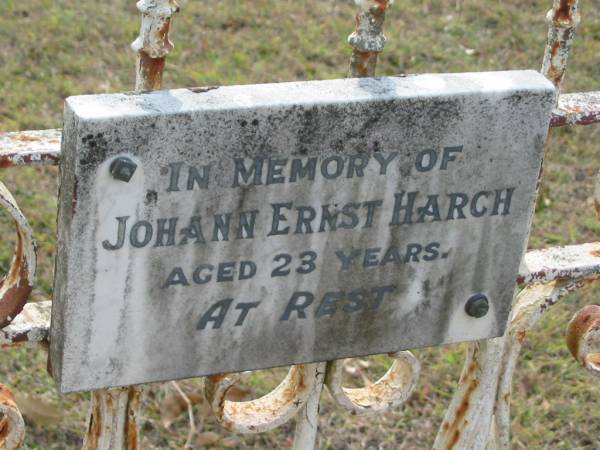 IN MEMORY OF
JOHANN ERNST HARCH
AGED 23 YEARS.
AT REST